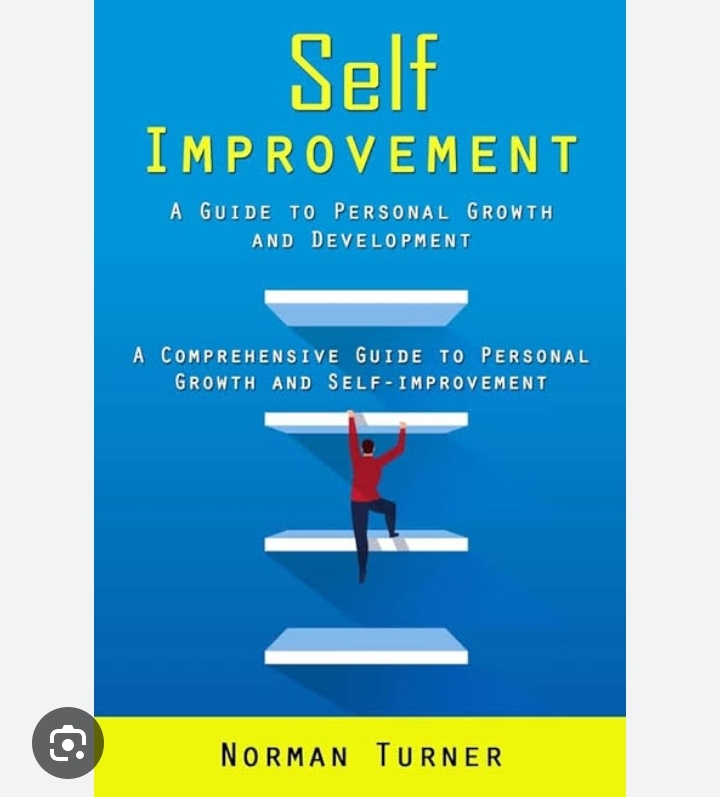 Self
Improvement
A Guide to Personal Growth
and Development
A Comprehensive Guide to Personal
Growth and Self-improvement
Norman Turner